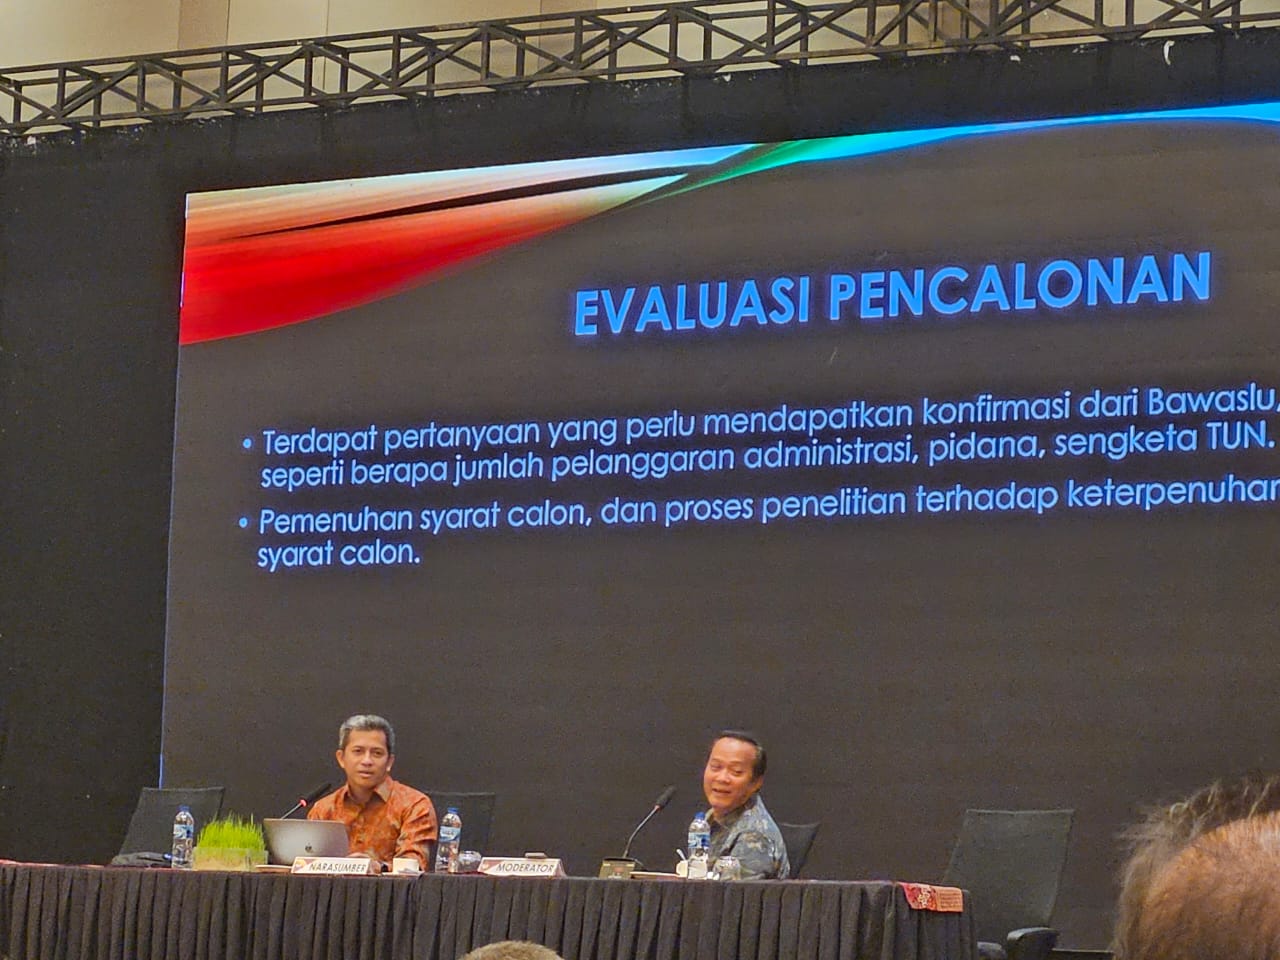 EVALUASI PENCALONAN
• Terdapat pertanyaan yang perlu mendapatkan konfirmasi dari Bawaslu,
seperti berapa jumlah pelanggaran administrasi, pidana, sengketa TUN.
• Pemenuhan syarat calon, dan proses penelitian terhadap keterpenuhan
syarat calon.
NARASUMBER
MODERATOR